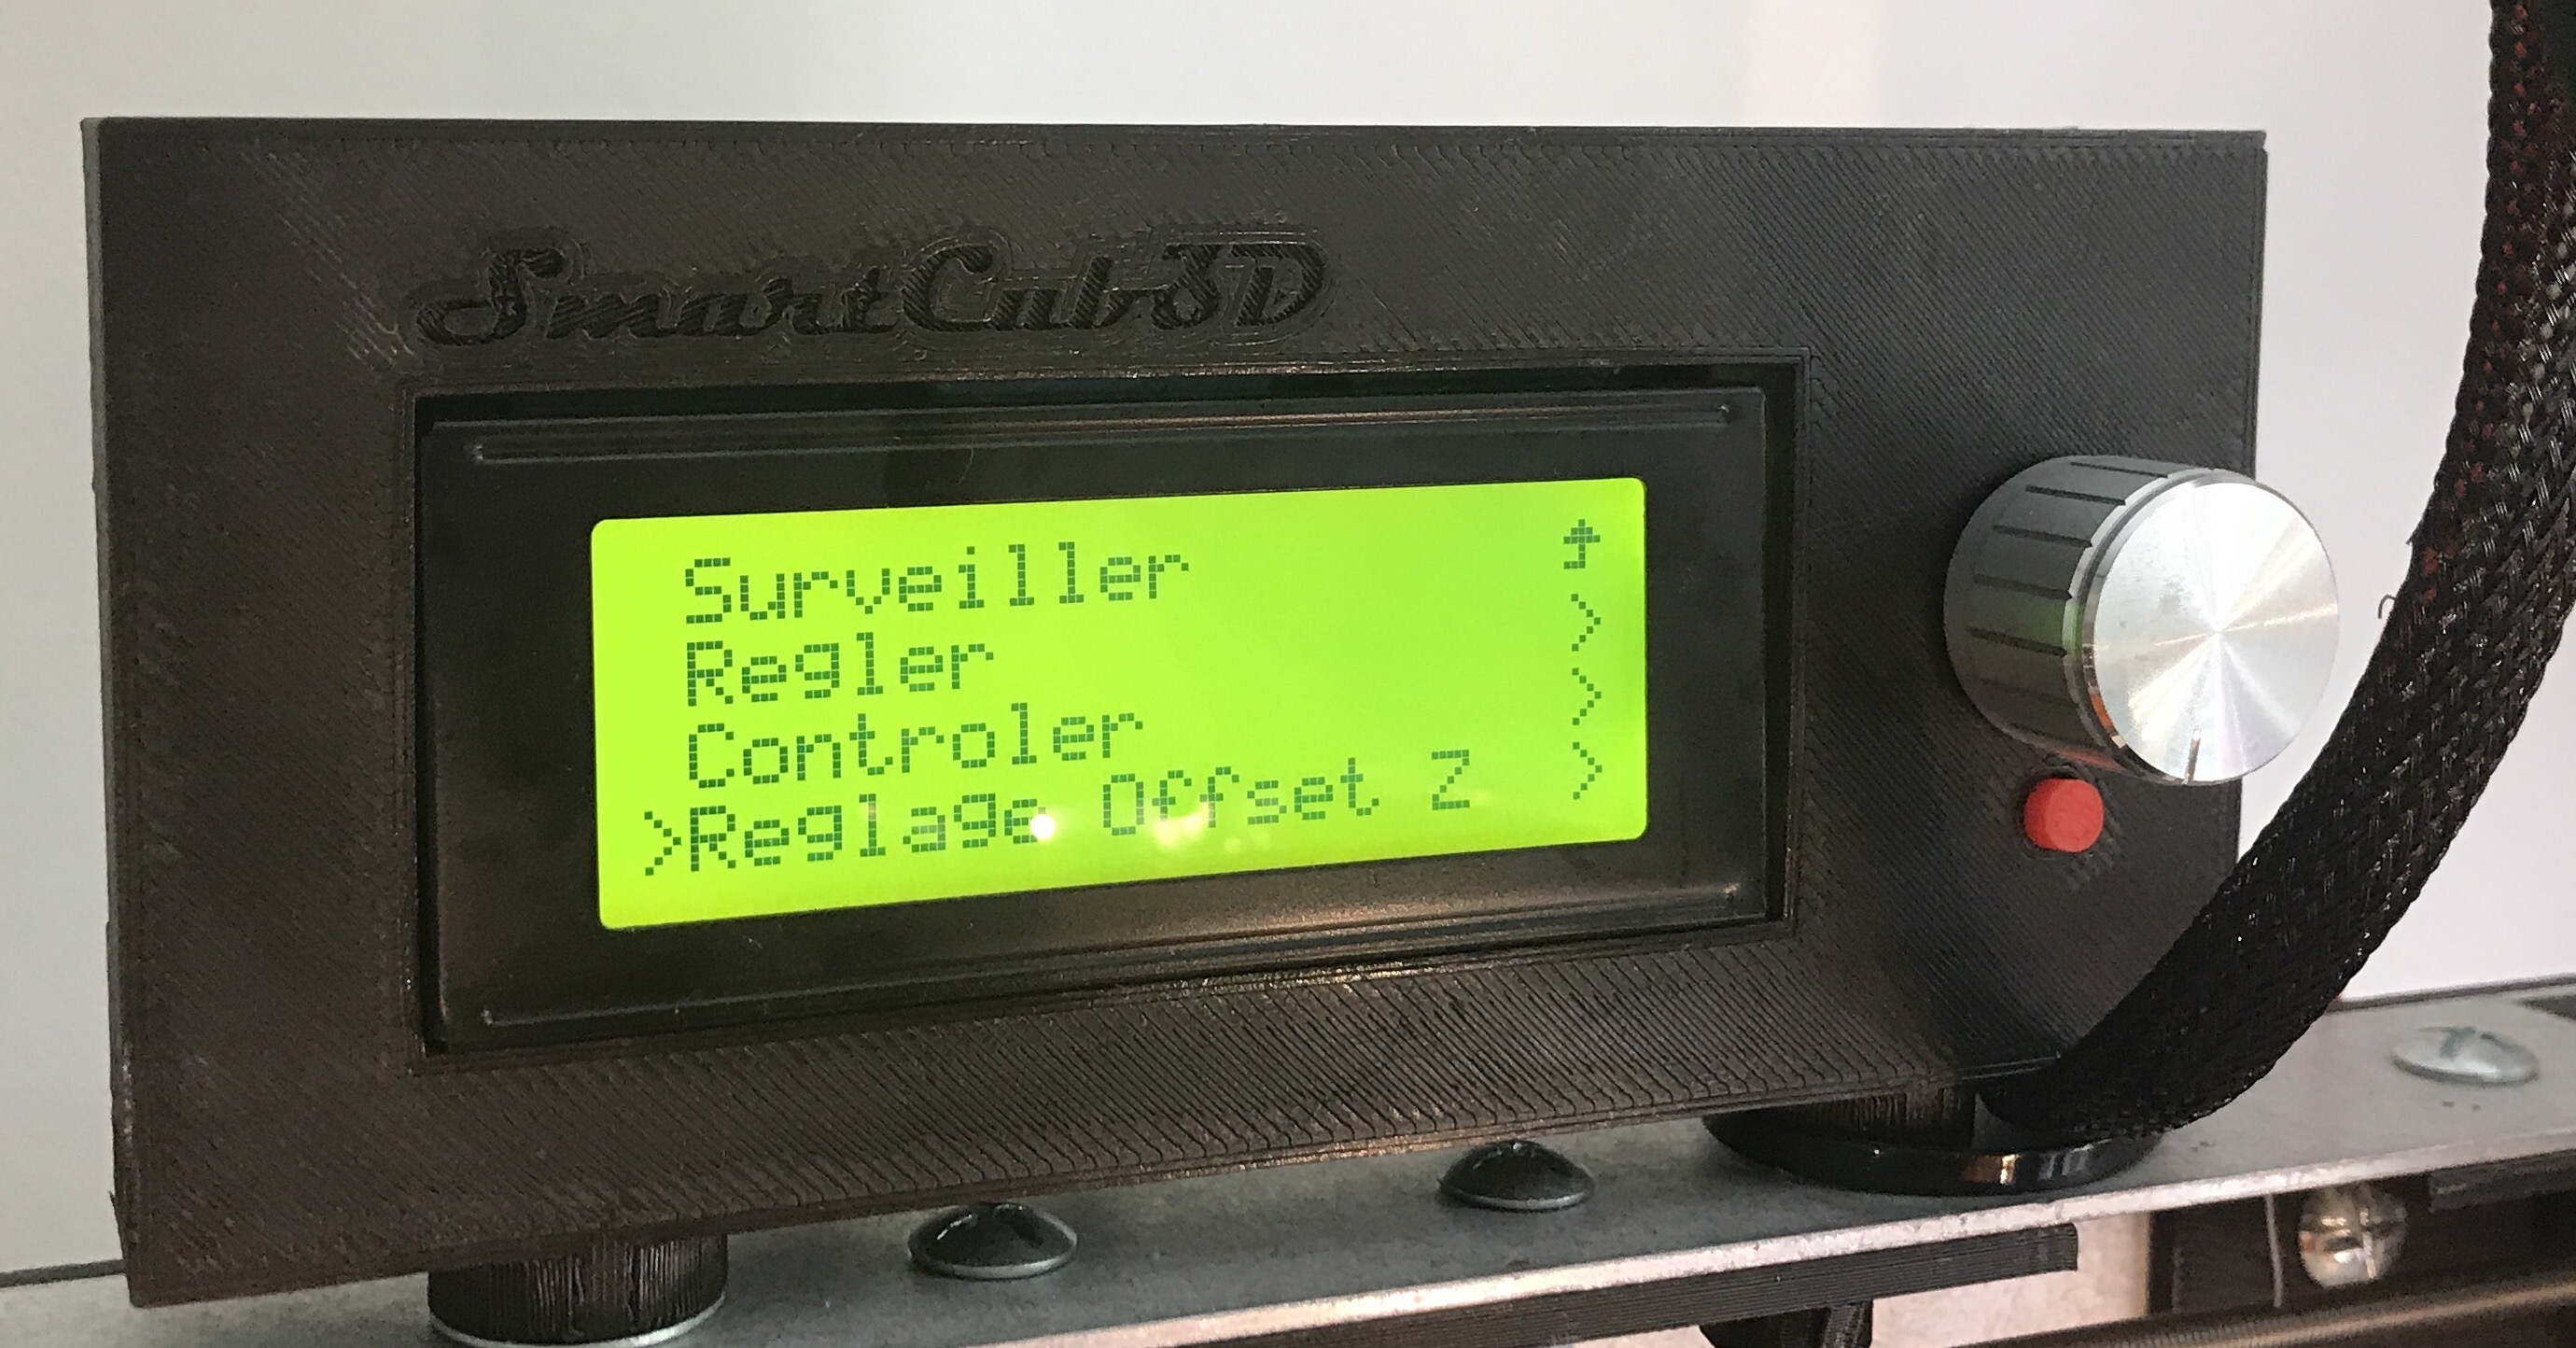 SmartCub3D
Surveiller ↑
Regler >
Controler >
>Reglage Offset Z >